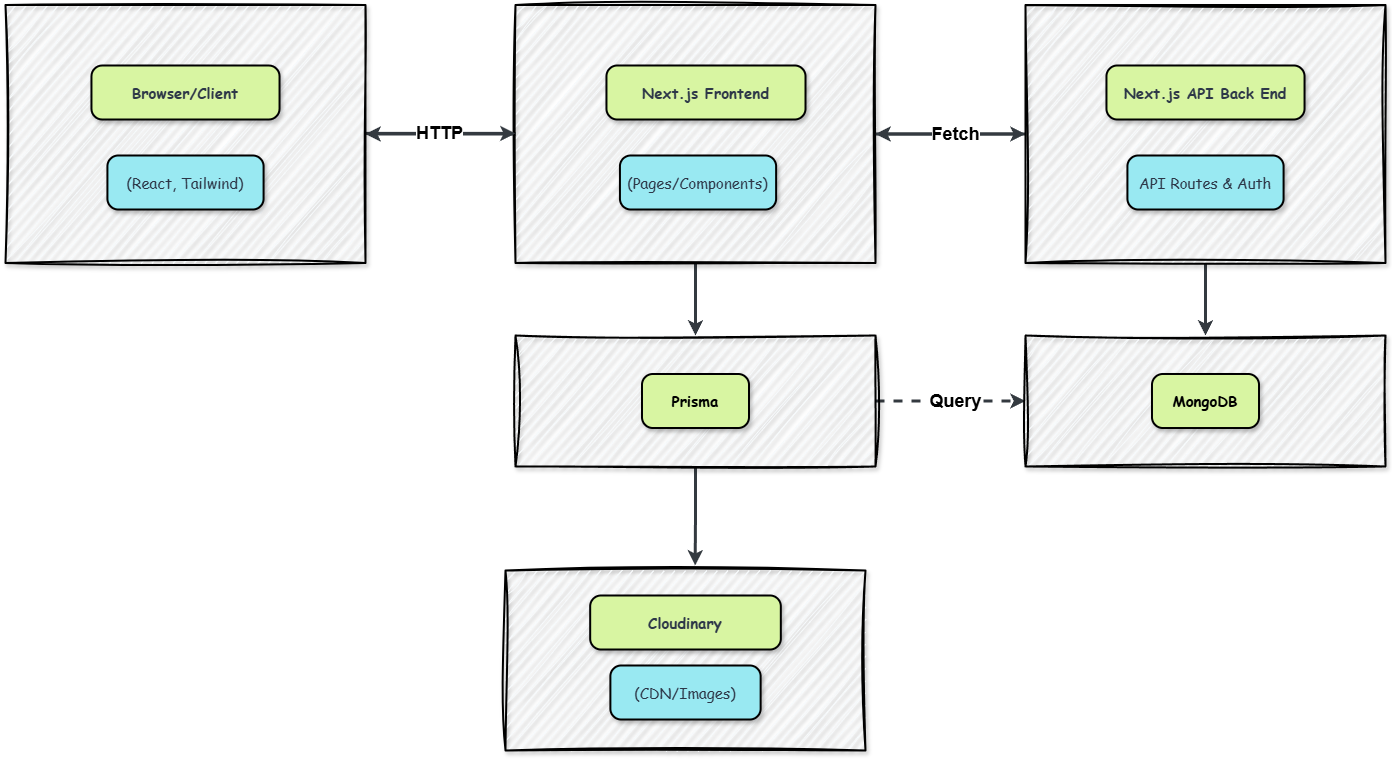 Browser/Client
(React, Tailwind)
HTTP
Next.js Frontend
(Pages/Components)
Fetch
Next.js API Back End
API Routes & Auth
Prisma
Query
MongoDB
Cloudinary
(CDN/Images)